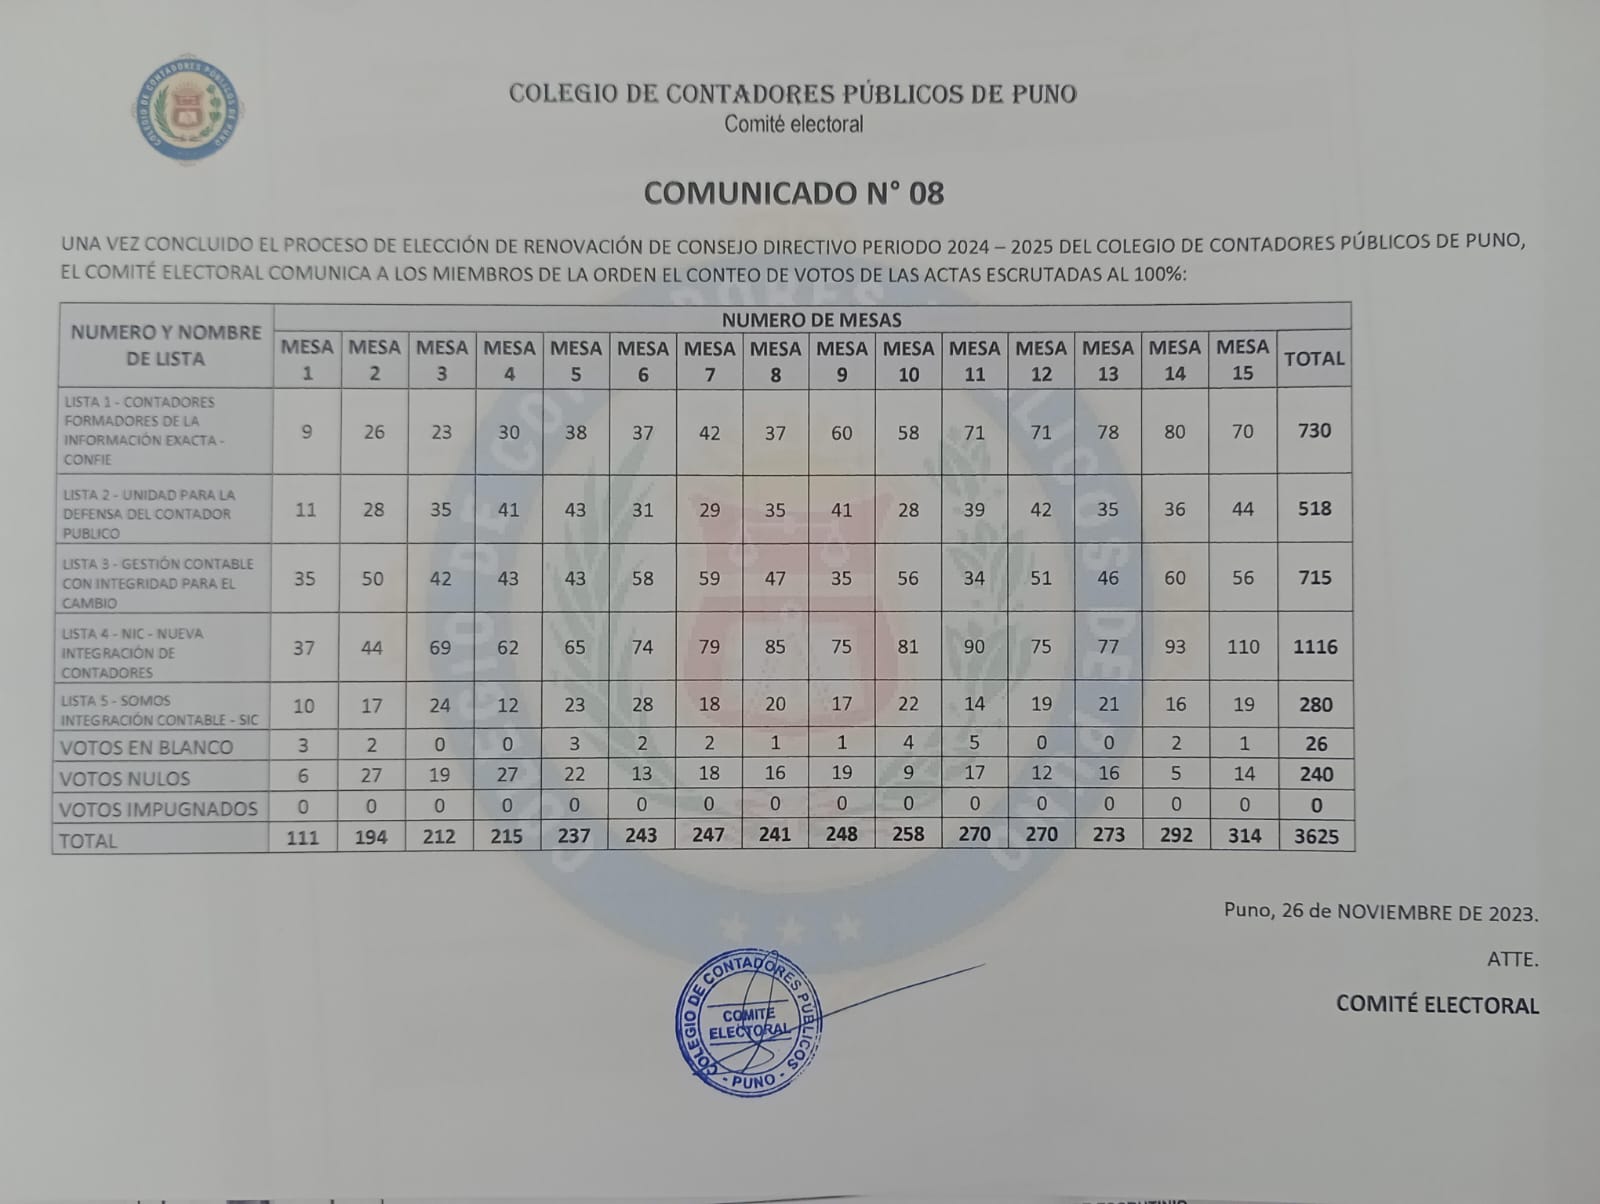 COLEGIO DE CONTADORES PÚBLICOS DE PUNO
COLEGIO DE CONTADORES PÚBLICOS DE PUNO
Comité electoral
COMUNICADO N° 08
UNA VEZ CONCLUIDO EL PROCESO DE ELECCIÓN DE RENOVACIÓN DE CONSEJO DIRECTIVO PERIODO 2024 – 2025 DEL COLEGIO DE CONTADORES PÚBLICOS DE PUNO,
EL COMITÉ ELECTORAL COMUNICA A LOS MIEMBROS DE LA ORDEN EL CONTEO DE VOTOS DE LAS ACTAS ESCRUTADAS AL 100%:
NUMERO Y NOMBRE DE LISTA NUMERO DE MESAS
MESA 1 MESA 2 MESA 3 MESA 4 MESA 5 MESA 6 MESA 7 MESA 8 MESA 9 MESA 10 MESA 11 MESA 12 MESA 13 MESA 14 MESA 15 TOTAL
LISTA 1 - CONTADORES
FORMADORES DE LA
INFORMACIÓN EXACTA -
CONFIE
9 26 23 30 38 37 42 37 60 58 71 71 78 80 70 730
LISTA 2 - UNIDAD PARA LA
DEFENSA DEL CONTADOR
PUBLICO
11 28 35 41 43 31 29 35 41 28 39 42 35 36 44 518
LISTA 3 - GESTIÓN CONTABLE
CON INTEGRIDAD PARA EL
CAMBIO
35 50 42 43 43 58 59 47 35 56 34 51 46 60 56 715
LISTA 4 - NIC - NUEVA
INTEGRACIÓN DE
CONTADORES
37 44 69 62 65 74 79 85 75 81 90 75 77 93 110 1116
LISTA 5 - SOMOS
INTEGRACIÓN CONTABLE - SIC
10 17 24 12 23 28 18 20 17 22 14 19 21 16 19 280
VOTOS EN BLANCO 3 2 0 0 3 2 2 1 1 4 5 0 0 2 1 26
VOTOS NULOS 6 27 19 27 22 13 18 16 19 9 17 12 16 5 14 240
VOTOS IMPUGNADOS 0 0 0 0 0 0 0 0 0 0 0 0 0 0 0 0
TOTAL 111 194 212 215 237 243 247 241 248 258 270 270 273 292 314 3625
Puno, 26 de NOVIEMBRE DE 2023.
ATTE.
COMITÉ ELECTORAL
COLEGIO DE CONTADORES PUBLICOS
COMITE
ELECTORAL
- PUNO -